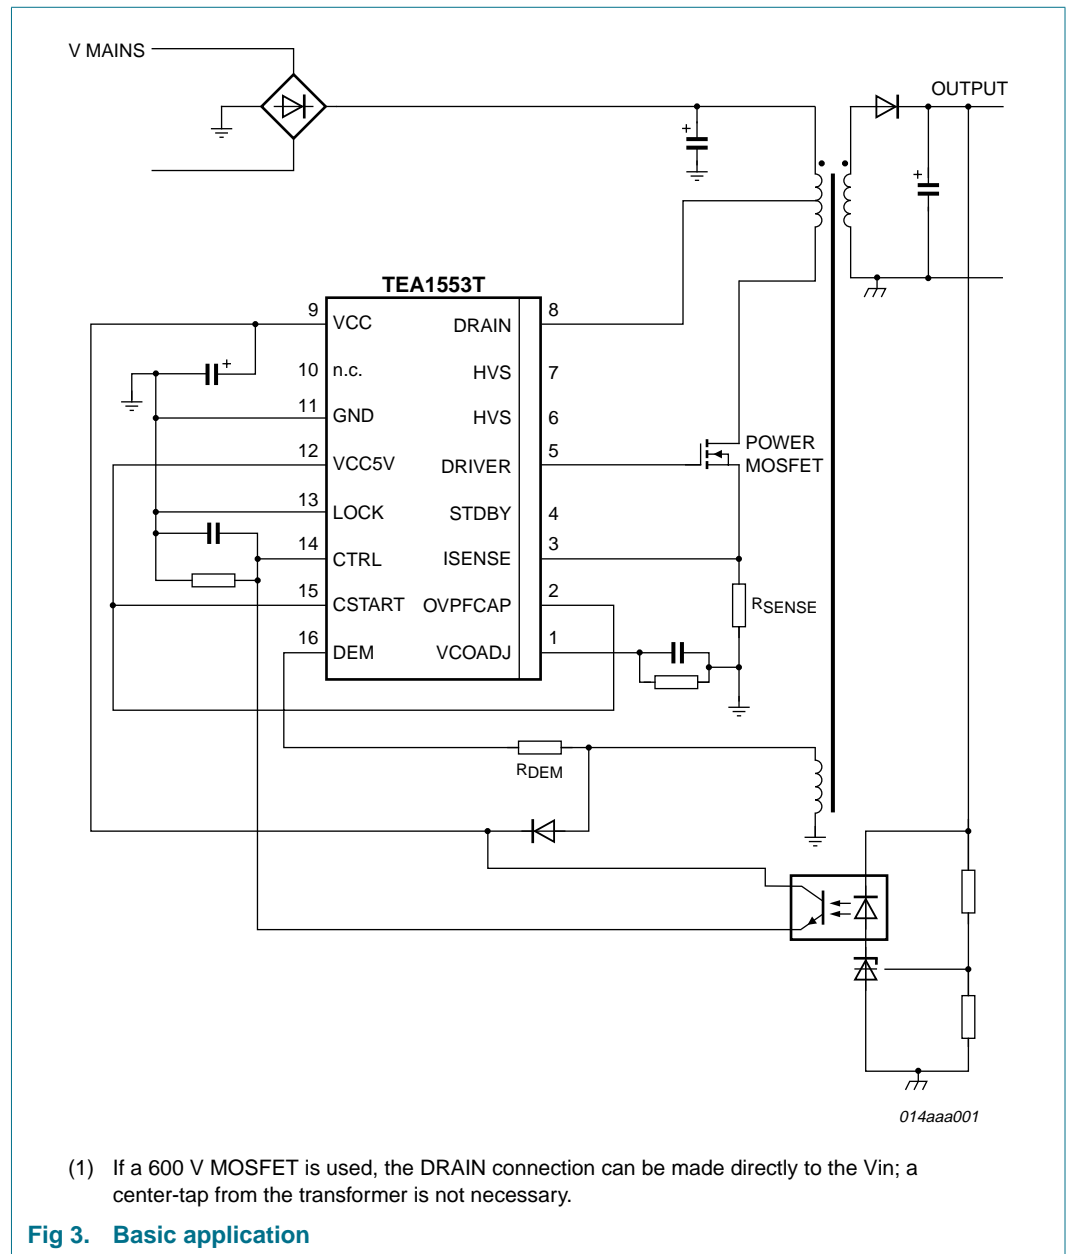 V MAINS
OUTPUT
TEA1553T
9 VCC DRAIN 8
10 n.c. HVS 7
11 GND HVS 6
12 VCC5V DRIVER 5
POWER
MOSFET
13 LOCK STDBY 4
14 CTRL ISENSE 3
15 CSTART OVPFCAP 2
RSENSE
16 DEM VCOADJ 1
RDEM
014aaa001
(1) If a 600 V MOSFET is used, the DRAIN connection can be made directly to the Vin; a
center-tap from the transformer is not necessary.
Fig 3. Basic application